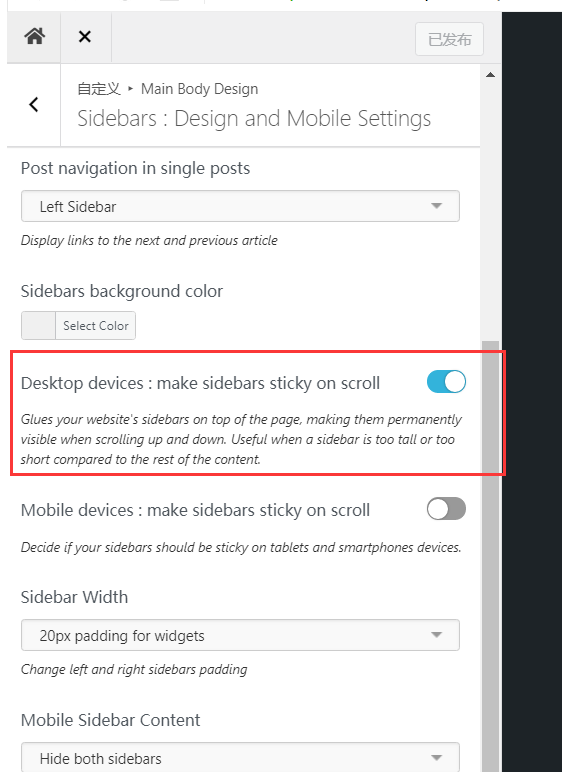 已发布
自定义 ▸ Main Body Design
Sidebars : Design and Mobile Settings
Post navigation in single posts
Left Sidebar
Display links to the next and previous article
Sidebars background color
Select Color
Desktop devices : make sidebars sticky on scroll
Glues your website's sidebars on top of the page, making them permanently
visible when scrolling up and down. Useful when a sidebar is too tall or too
short compared to the rest of the content.
Mobile devices : make sidebars sticky on scroll
Decide if your sidebars should be sticky on tablets and smartphones devices.
Sidebar Width
20px padding for widgets
Change left and right sidebars padding
Mobile Sidebar Content
Hide both sidebars